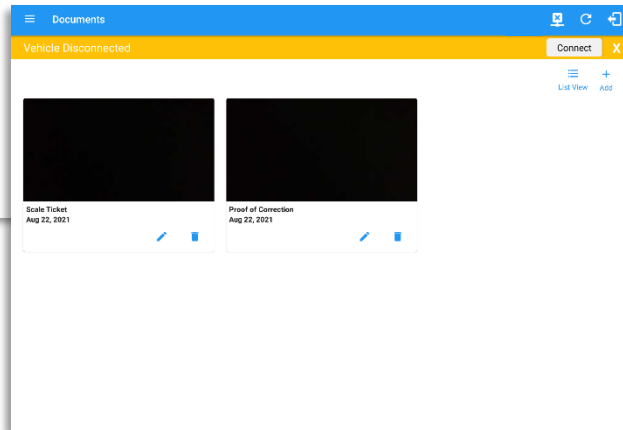 Documents
Vehicle Disconnected
Connect
X
List View
Add
Scale Ticket
Aug 22, 2021
Proof of Correction
Aug 22, 2021